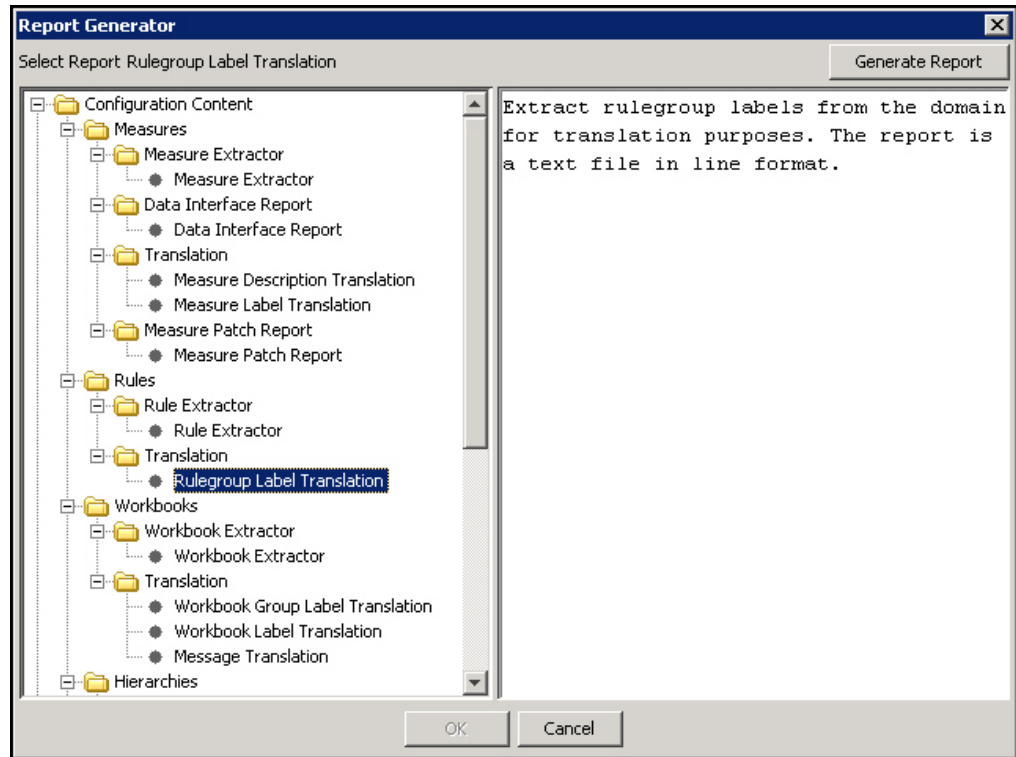 Report Generator
Select Report Rulegroup Label Translation
Generate Report
Configuration Content
Measures
Measure Extractor
Measure Extractor
Data Interface Report
Data Interface Report
Translation
Measure Description Translation
Measure Label Translation
Measure Patch Report
Measure Patch Report
Rules
Rule Extractor
Rule Extractor
Translation
Rulegroup Label Translation
Workbooks
Workbook Extractor
Workbook Extractor
Translation
Workbook Group Label Translation
Workbook Label Translation
Message Translation
Hierarchies
Extract rulegroup labels from the domain
for translation purposes. The report is
a text file in line format.
OK
Cancel